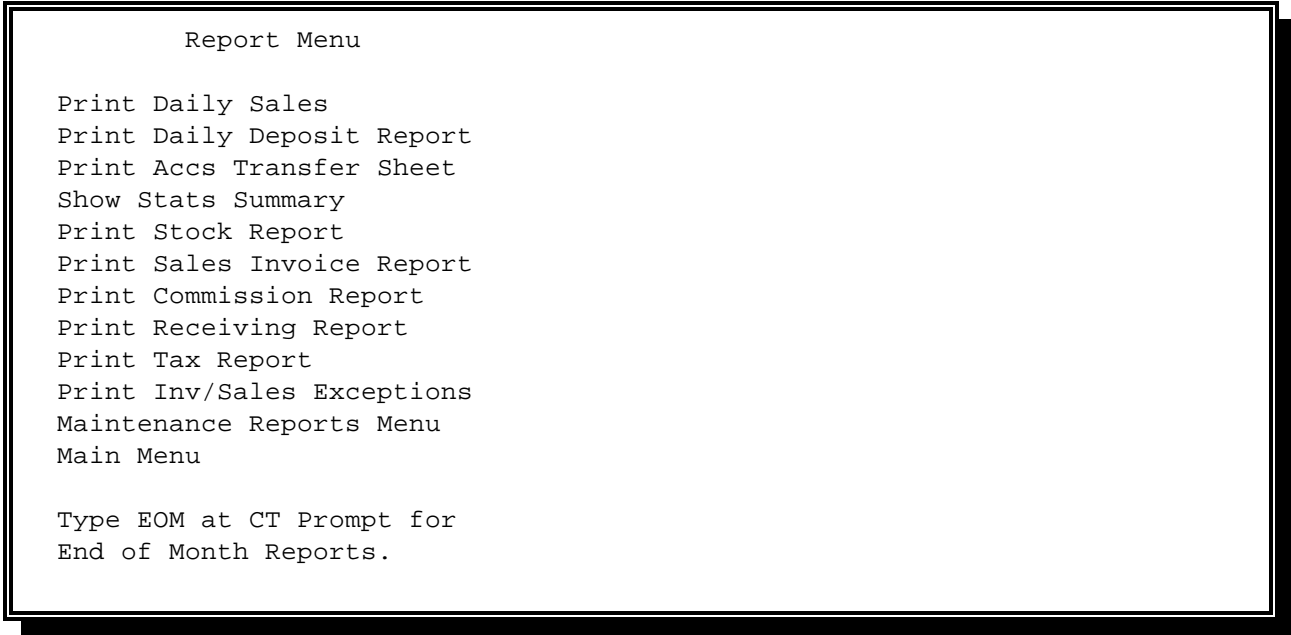 Report Menu
Print Daily Sales
Print Daily Deposit Report
Print Accs Transfer Sheet
Show Stats Summary
Print Stock Report
Print Sales Invoice Report
Print Commission Report
Print Receiving Report
Print Tax Report
Print Inv/Sales Exceptions
Maintenance Reports Menu
Main Menu
Type EOM at CT Prompt for
End of Month Reports.